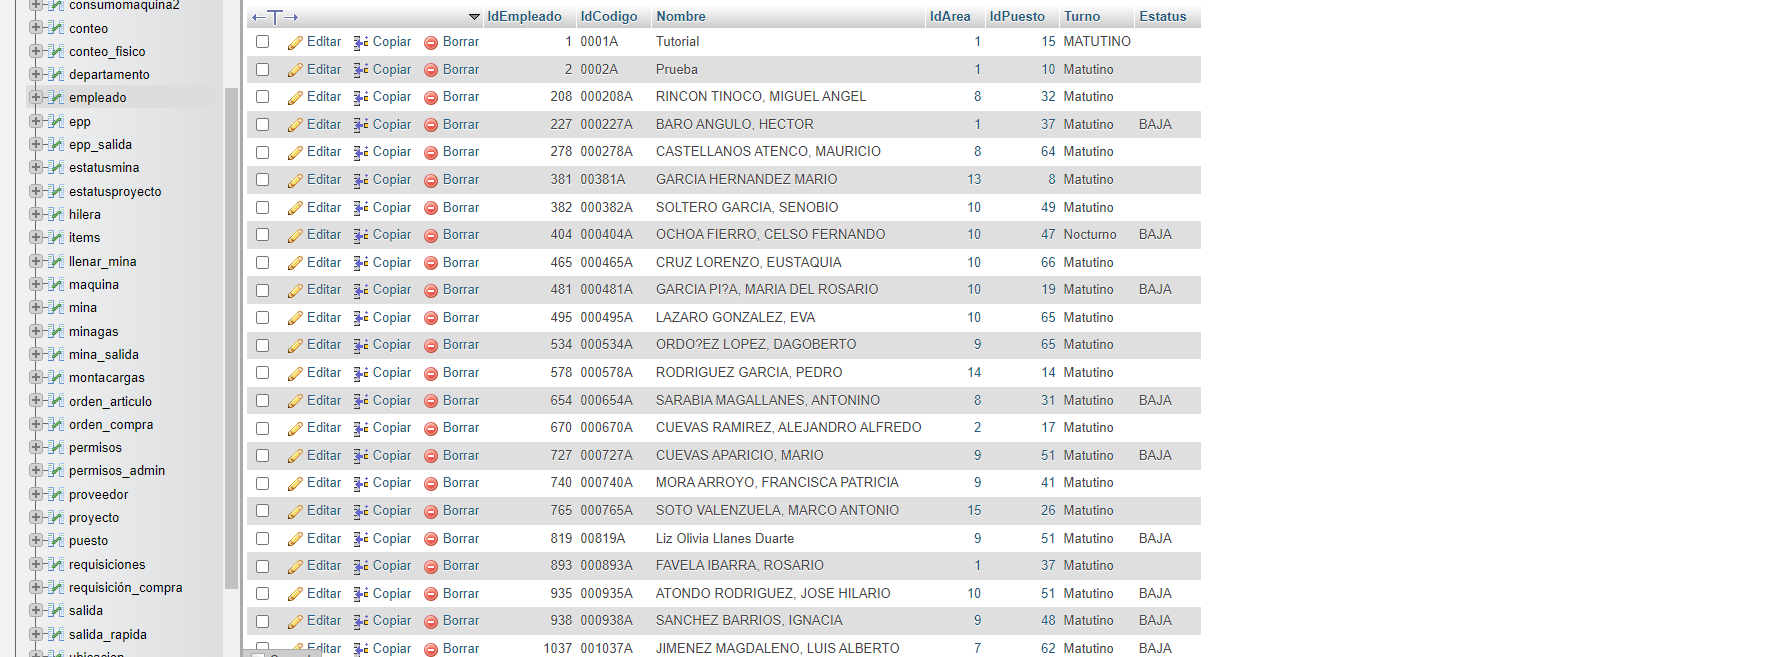 consumomaquina2
conteo
conteo_fisico
departamento
empleado
epp
epp_salida
estatusmina
estatusproyecto
hilera
items
llenar_mina
maquina
mina
minagas
mina_salida
montacargas
orden_articulo
orden_compra
permisos
permisos_admin
proveedor
proyecto
puesto
requisiciones
requisición_compra
salida
salida_rapida
ubicacion
←T→ IdEmpleado IdCodigo Nombre IdArea IdPuesto Turno Estatus
Editar Copiar Borrar 1 0001A Tutorial 1 15 MATUTINO
Editar Copiar Borrar 2 0002A Prueba 1 10 Matutino
Editar Copiar Borrar 208 000208A RINCON TINOCO, MIGUEL ANGEL 8 32 Matutino
Editar Copiar Borrar 227 000227A BARO ANGULO, HECTOR 1 37 Matutino BAJA
Editar Copiar Borrar 278 000278A CASTELLANOS ATENCO, MAURICIO 8 64 Matutino
Editar Copiar Borrar 381 00381A GARCIA HERNANDEZ MARIO 13 8 Matutino
Editar Copiar Borrar 382 000382A SOLTERO GARCIA, SENOBIO 10 49 Matutino
Editar Copiar Borrar 404 000404A OCHOA FIERRO, CELSO FERNANDO 10 47 Nocturno BAJA
Editar Copiar Borrar 465 000465A CRUZ LORENZO, EUSTAQUIA 10 66 Matutino
Editar Copiar Borrar 481 000481A GARCIA PI?A, MARIA DEL ROSARIO 10 19 Matutino BAJA
Editar Copiar Borrar 495 000495A LAZARO GONZALEZ, EVA 10 65 Matutino
Editar Copiar Borrar 534 000534A ORDO?EZ LOPEZ, DAGOBERTO 9 65 Matutino
Editar Copiar Borrar 578 000578A RODRIGUEZ GARCIA, PEDRO 14 14 Matutino
Editar Copiar Borrar 654 000654A SARABIA MAGALLANES, ANTONINO 8 31 Matutino BAJA
Editar Copiar Borrar 670 000670A CUEVAS RAMIREZ, ALEJANDRO ALFREDO 2 17 Matutino
Editar Copiar Borrar 727 000727A CUEVAS APARICIO, MARIO 9 51 Matutino BAJA
Editar Copiar Borrar 740 000740A MORA ARROYO, FRANCISCA PATRICIA 9 41 Matutino
Editar Copiar Borrar 765 000765A SOTO VALENZUELA, MARCO ANTONIO 15 26 Matutino
Editar Copiar Borrar 819 00819A Liz Olivia Llanes Duarte 9 51 Matutino BAJA
Editar Copiar Borrar 893 000893A FAVELA IBARRA, ROSARIO 1 37 Matutino
Editar Copiar Borrar 935 000935A ATONDO RODRIGUEZ, JOSE HILARIO 10 51 Matutino BAJA
Editar Copiar Borrar 938 000938A SANCHEZ BARRIOS, IGNACIA 9 48 Matutino BAJA
Editar Copiar Borrar 1037 001037A JIMENEZ MAGDALENO, LUIS ALBERTO 7 62 Matutino BAJA